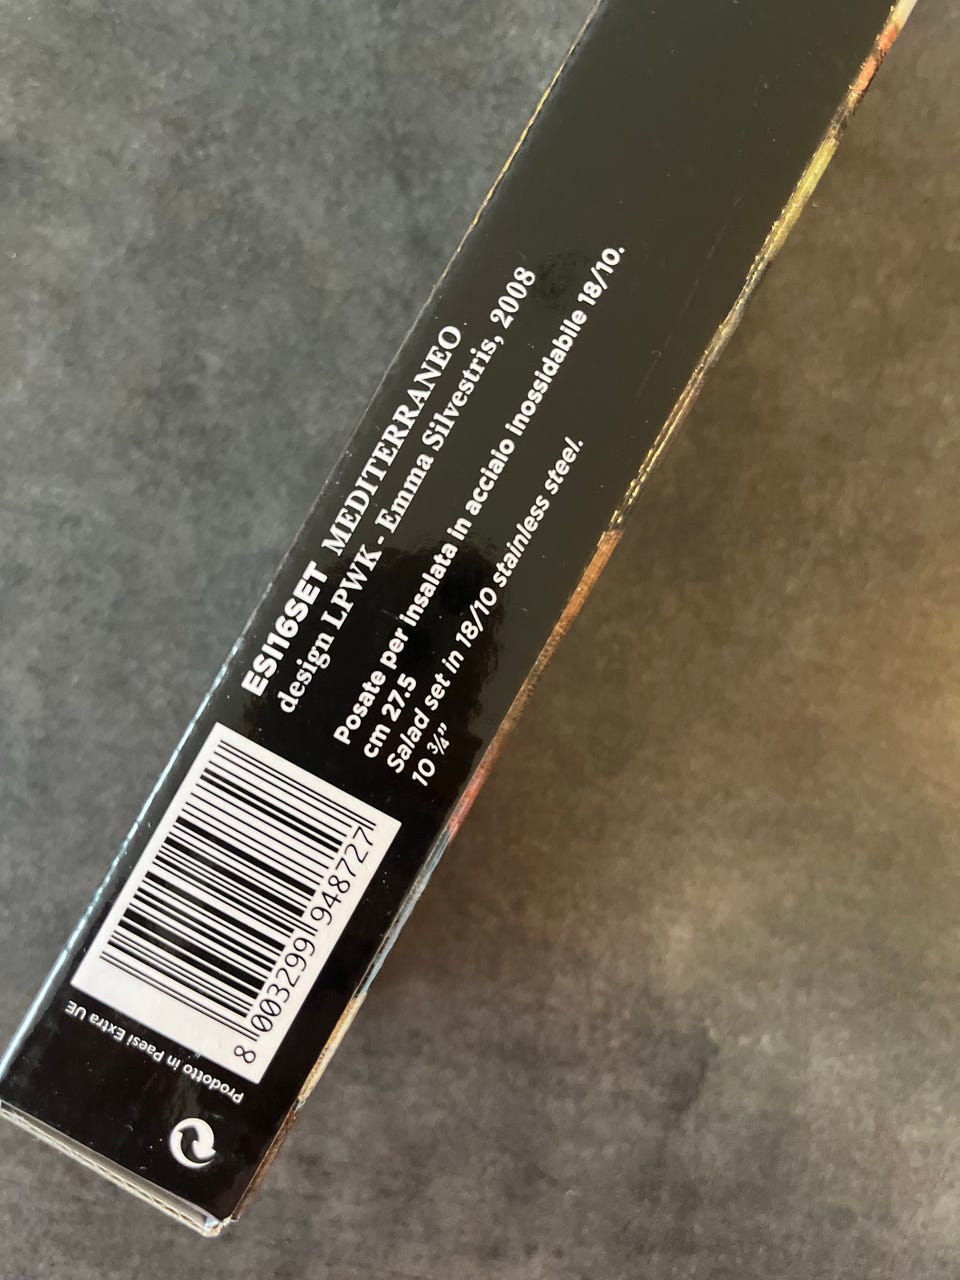 ESI16SET MEDITERRANEO
design LPWK - Emma Silvestris, 2008
Posate per insalata in acciaio inossidabile 18/10.
cm 27.5
Salad set in 18/10 stainless steel.
10 ¾”
8 003299 948727
Prodotto in Paesi Extra UE